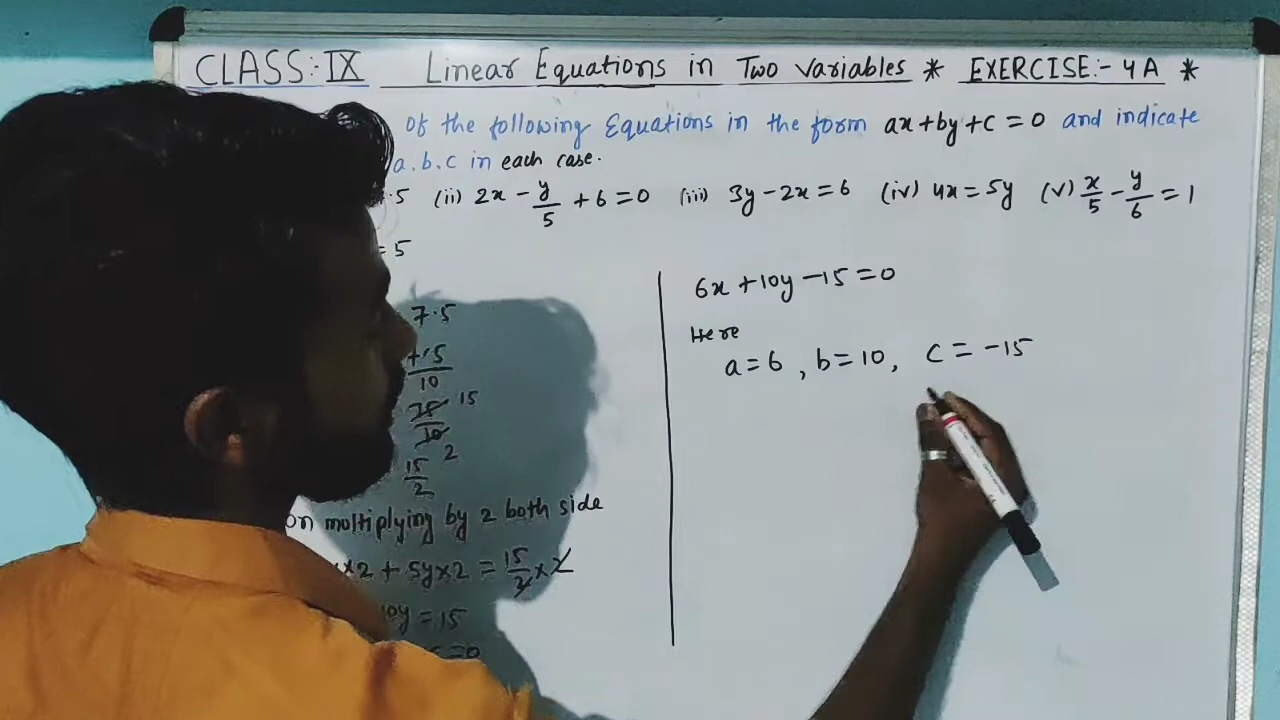 CLASS:- IX Linear Equations in Two Variables * EXERCISE:- 4A *
of the following Equations in the form ax+by+c=0 and indicate
a.b.c in each case.
.5 (ii) 2x - y/5 + 6 = 0 (iii) 3y-2x=6 (iv) 4x=5y (v) x/5 - y/6 = 1
= 5
7.5
10
15
2
15/2
on multiplying by 2 both side
x2 + 5y×2 = 15/2 × 2
10y = 15
=0
6x+10y-15=0
Here
a=6, b=10, c=-15